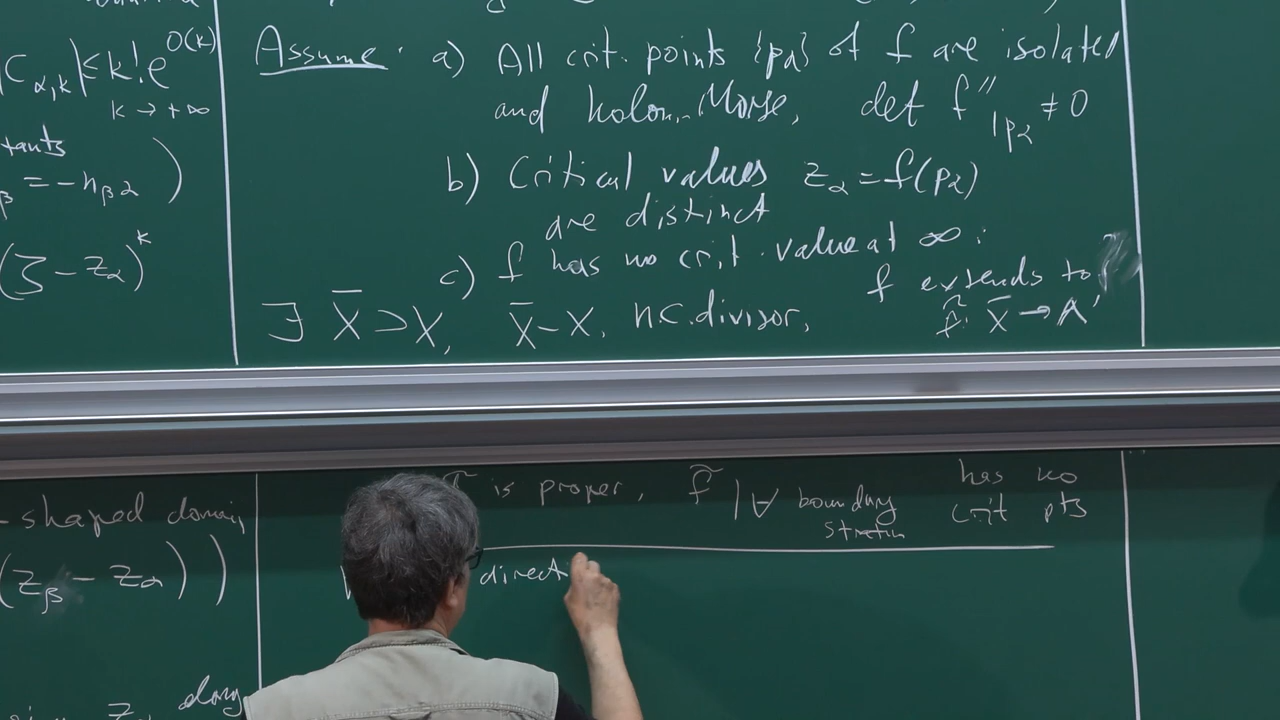 |C_{α,k}| ≤ k! e^{O(k)}
k → +∞
tants
β = -n_{βα} )
(ζ - z_α)^k
Assume: a) All crit. points {p_α} of f are isolated
and holom. Morse, det f''|_{p_α} ≠ 0
b) Critical values z_α = f(p_α)
are distinct
c) f has no crit. value at ∞:
f extends to
∃ X̄ ⊃ X, X̄ - X, n.c. divisor, f̃: X̄ → A¹
-shaped domain,
(z_β - z_α))
z_α along
f̃ is proper, f̃ |∀ boundary stratum has no crit pts
direct